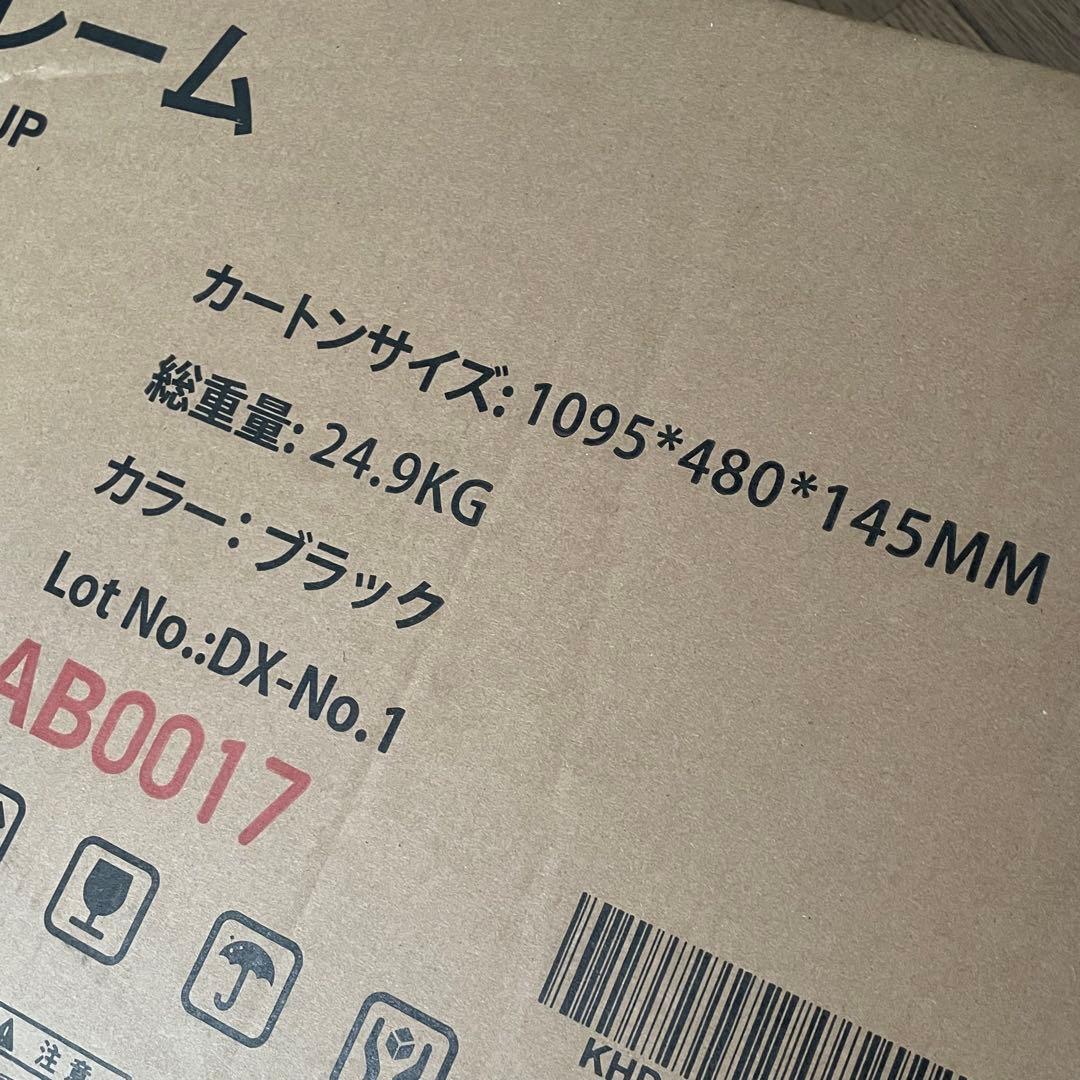 レーム
JP
カートンサイズ: 1095*480*145MM
総重量: 24.9KG
カラー：ブラック
Lot No.:DX-No.1
AB0017
注意